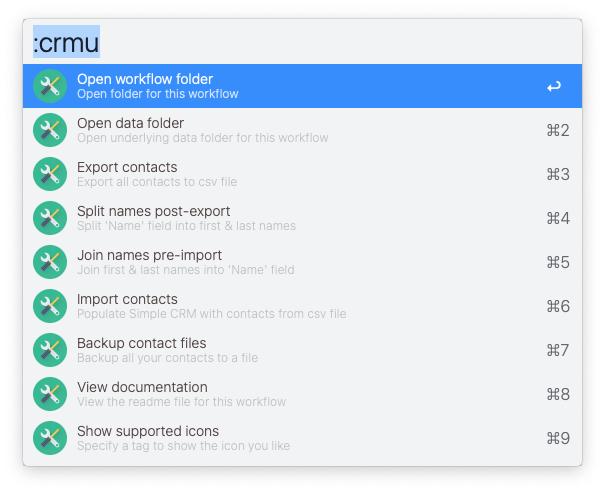 :crmu
Open workflow folder
Open folder for this workflow
↩
Open data folder
Open underlying data folder for this workflow
⌘2
Export contacts
Export all contacts to csv file
⌘3
Split names post-export
Split 'Name' field into first & last names
⌘4
Join names pre-import
Join first & last names into 'Name' field
⌘5
Import contacts
Populate Simple CRM with contacts from csv file
⌘6
Backup contact files
Backup all your contacts to a file
⌘7
View documentation
View the readme file for this workflow
⌘8
Show supported icons
Specify a tag to show the icon you like
⌘9